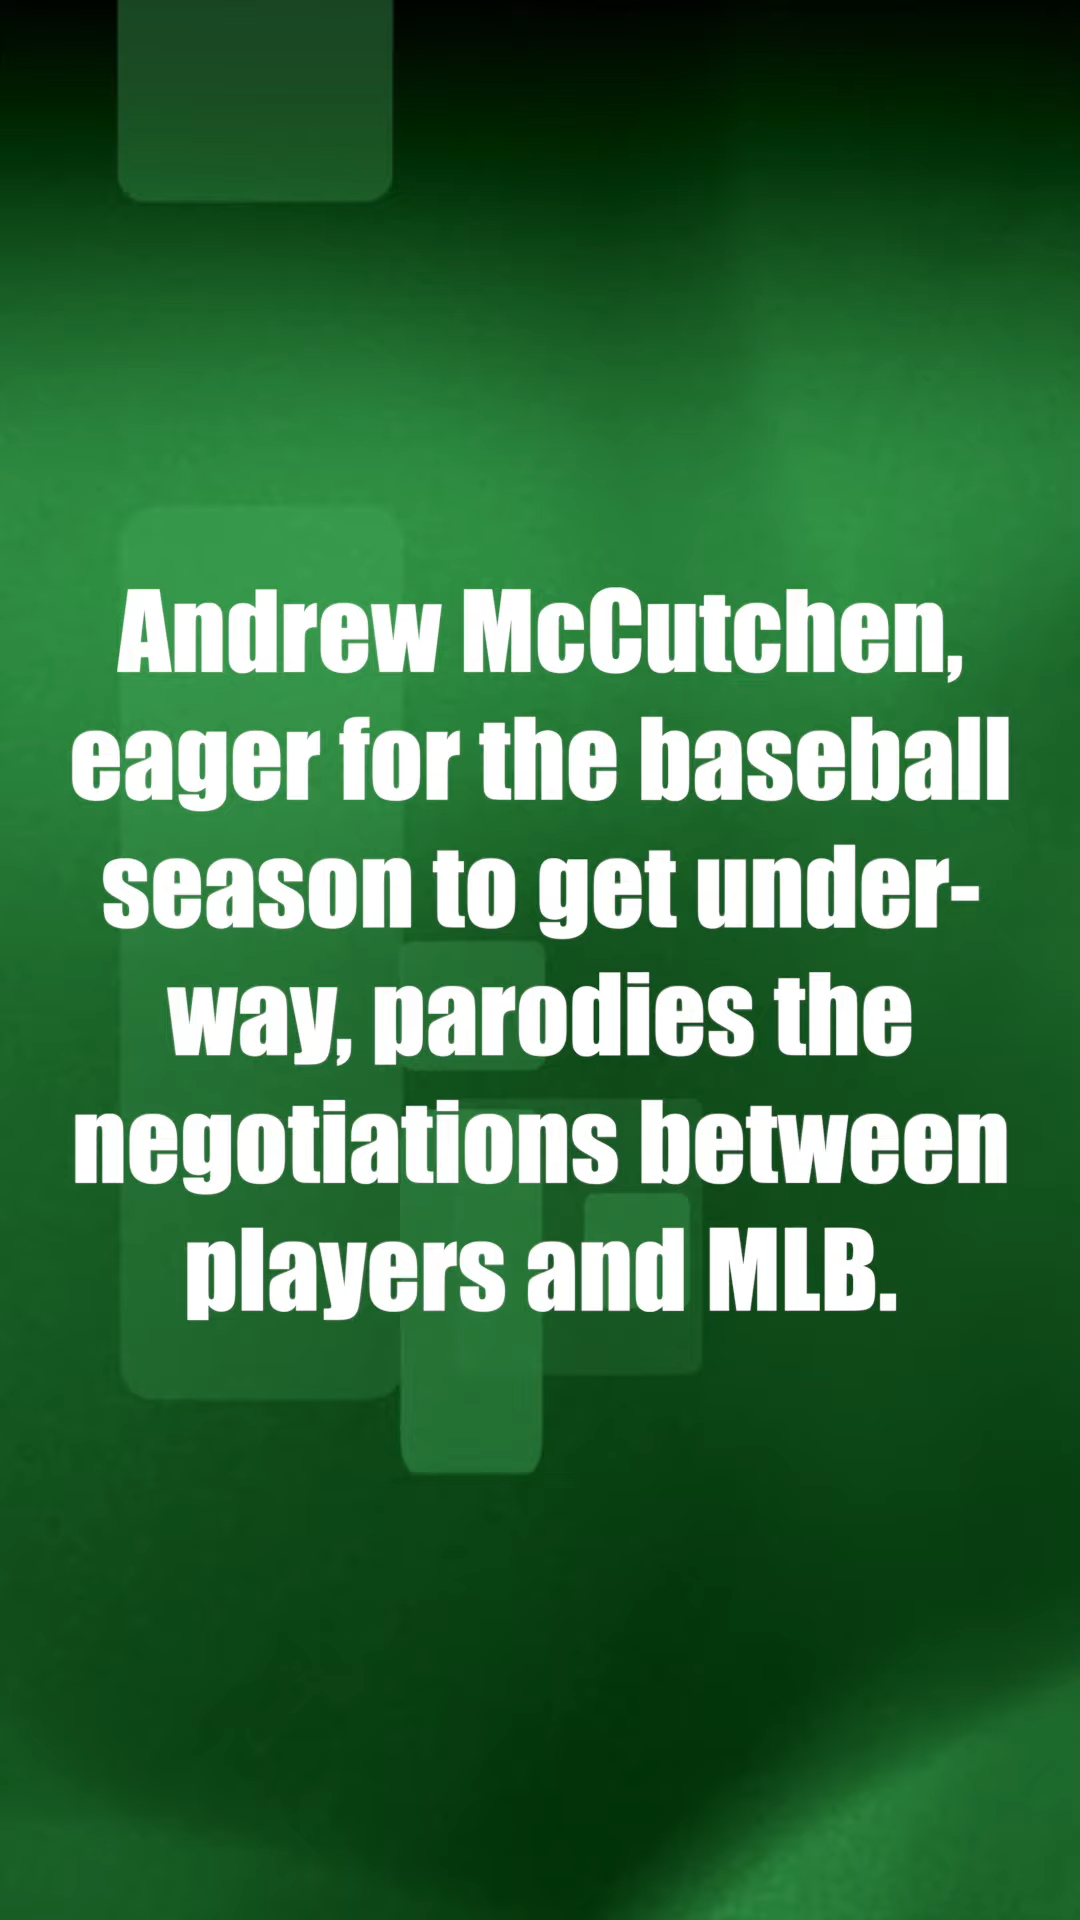 Andrew McCutchen,
eager for the baseball
season to get under-
way, parodies the
negotiations between
players and MLB.